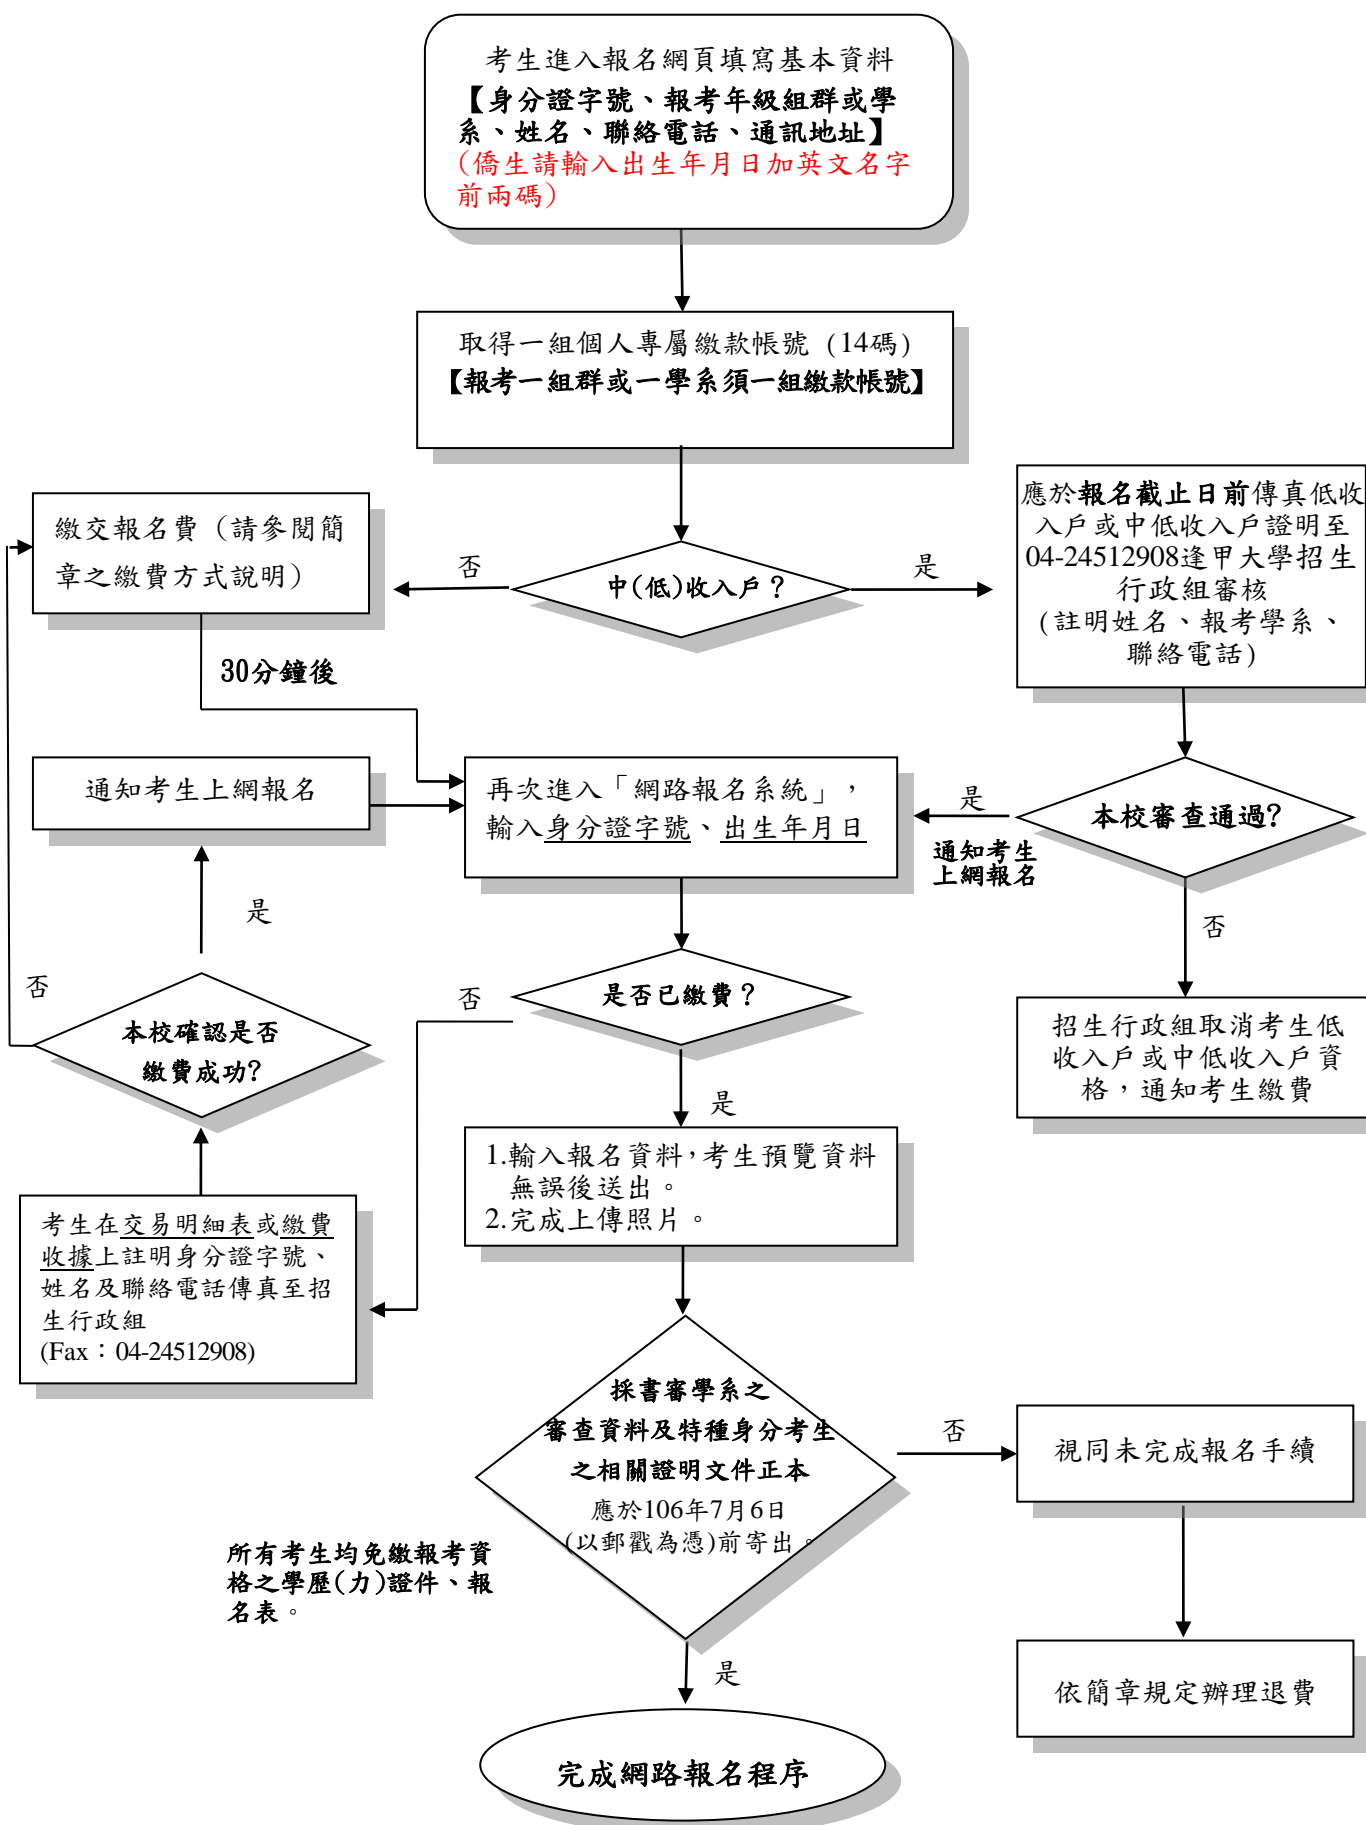 考生進入報名網頁填寫基本資料
【身分證字號、報考年級組群或學
系、姓名、聯絡電話、通訊地址】
(僑生請輸入出生年月日加英文名字
前兩碼)
取得一組個人專屬繳款帳號 (14碼)
【報考一組群或一學系須一組繳款帳號】
中(低)收入戶？
否
是
繳交報名費（請參閱簡
章之繳費方式說明）
30分鐘後
應於報名截止日前傳真低收
入戶或中低收入戶證明至
04-24512908逢甲大學招生
行政組審核
(註明姓名、報考學系、
聯絡電話)
通知考生上網報名
再次進入「網路報名系統」，
輸入身分證字號、出生年月日
是
通知考生
上網報名
本校審查通過?
否
招生行政組取消考生低
收入戶或中低收入戶資
格，通知考生繳費
是
否
本校確認是否
繳費成功?
否
是否已繳費？
是
考生在交易明細表或繳費
收據上註明身分證字號、
姓名及聯絡電話傳真至招
生行政組
(Fax：04-24512908)
1.輸入報名資料，考生預覽資料
無誤後送出。
2.完成上傳照片。
採書審學系之
審查資料及特種身分考生
之相關證明文件正本
應於106年7月6日
(以郵戳為憑)前寄出。
否
視同未完成報名手續
依簡章規定辦理退費
所有考生均免繳報考資
格之學歷(力)證件、報
名表。
是
完成網路報名程序